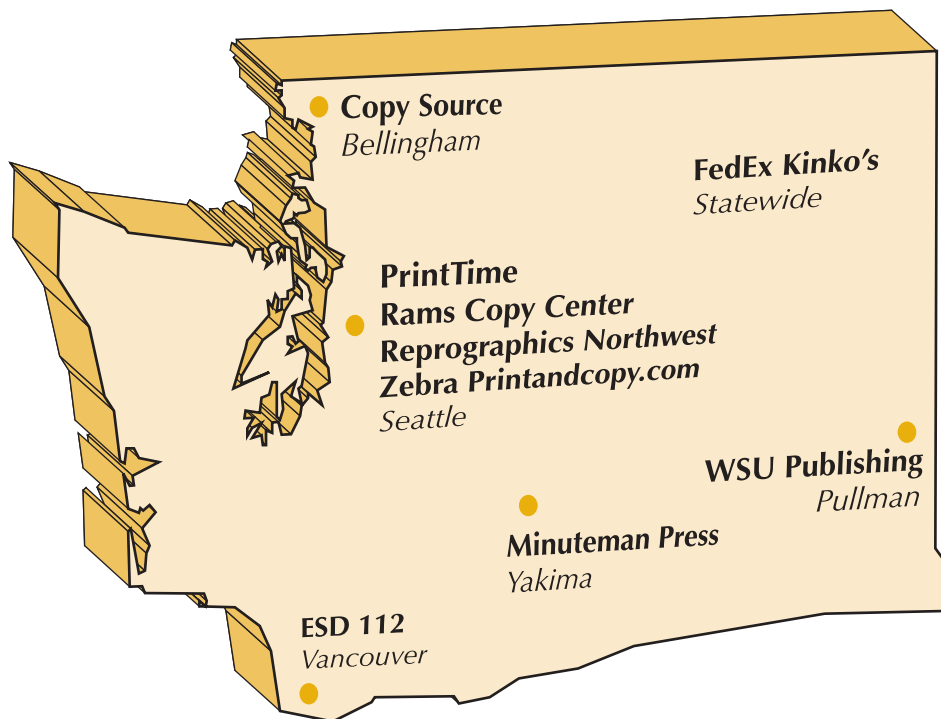 Copy Source
Bellingham
FedEx Kinko's
Statewide
PrintTime
Rams Copy Center
Reprographics Northwest
Zebra Printandcopy.com
Seattle
WSU Publishing
Pullman
Minuteman Press
Yakima
ESD 112
Vancouver